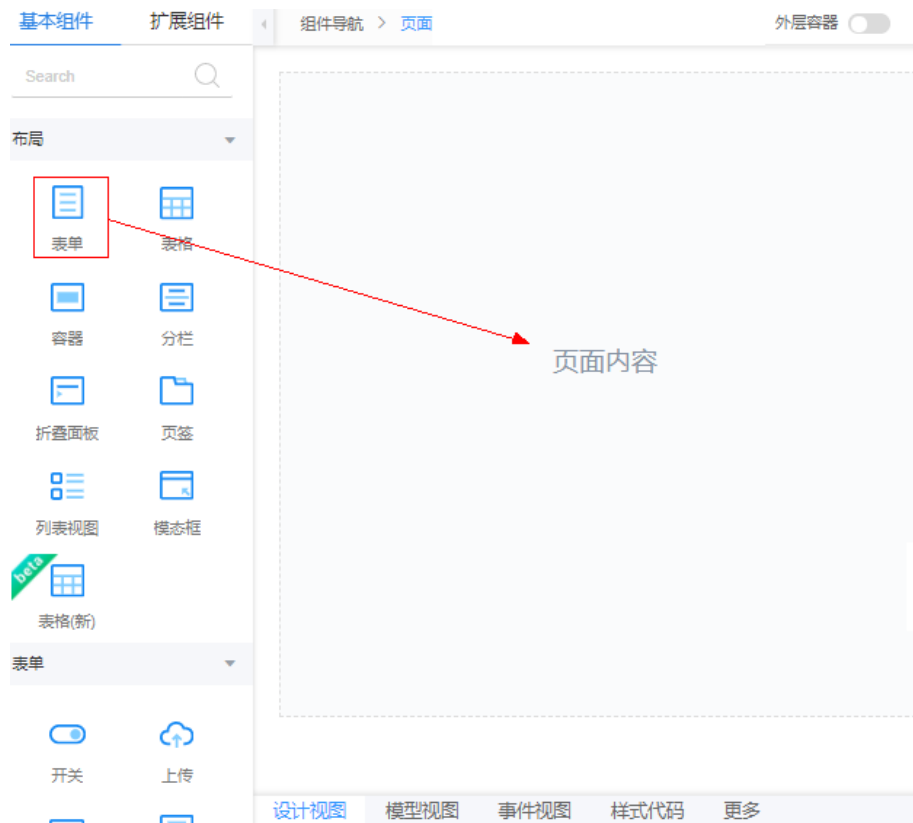 基本组件 扩展组件 组件导航 > 页面 外层容器
Search
布局
表单 表格
页面内容
容器 分栏
折叠面板 页签
列表视图 模态框
beta
表格(新)
表单
开关 上传
设计视图 模型视图 事件视图 样式代码 更多